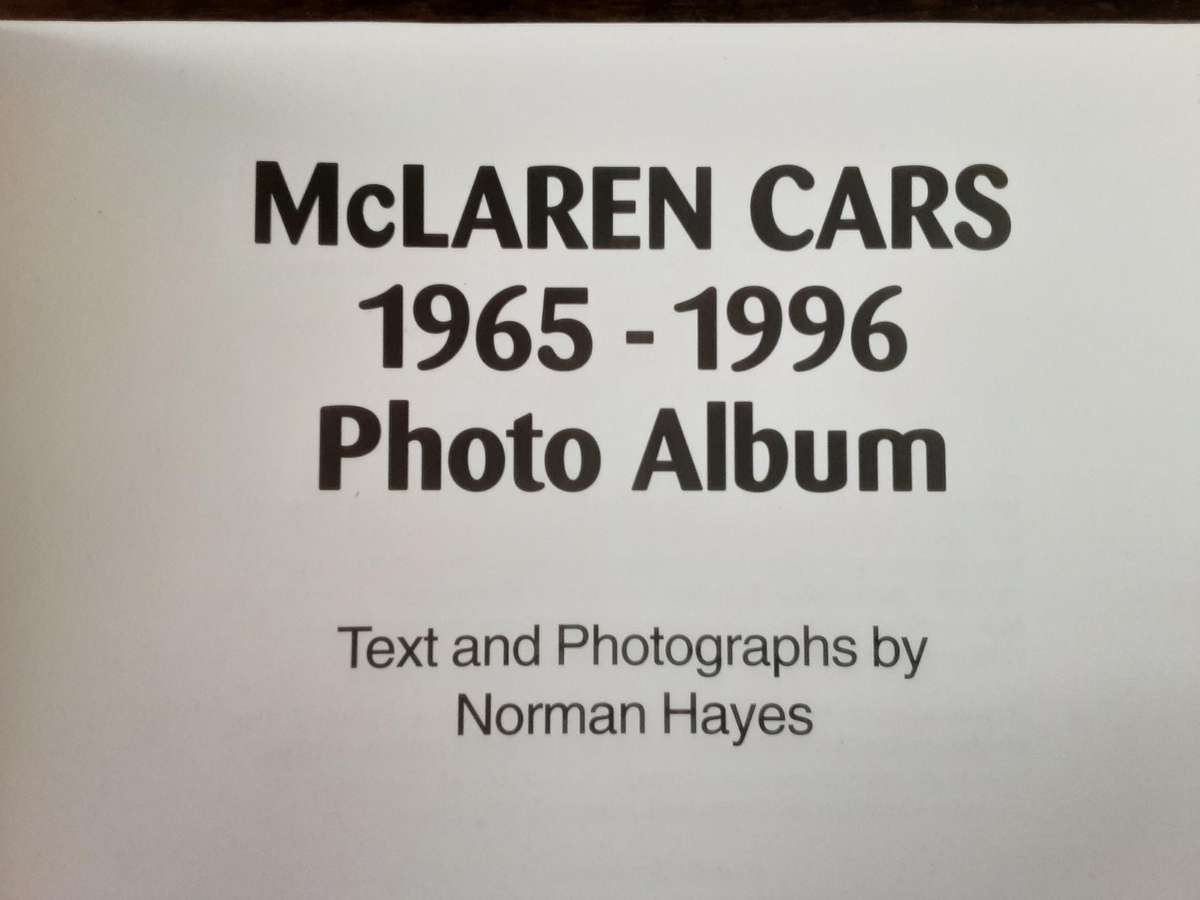 McLAREN CARS
1965 - 1996
Photo Album
Text and Photographs by
Norman Hayes